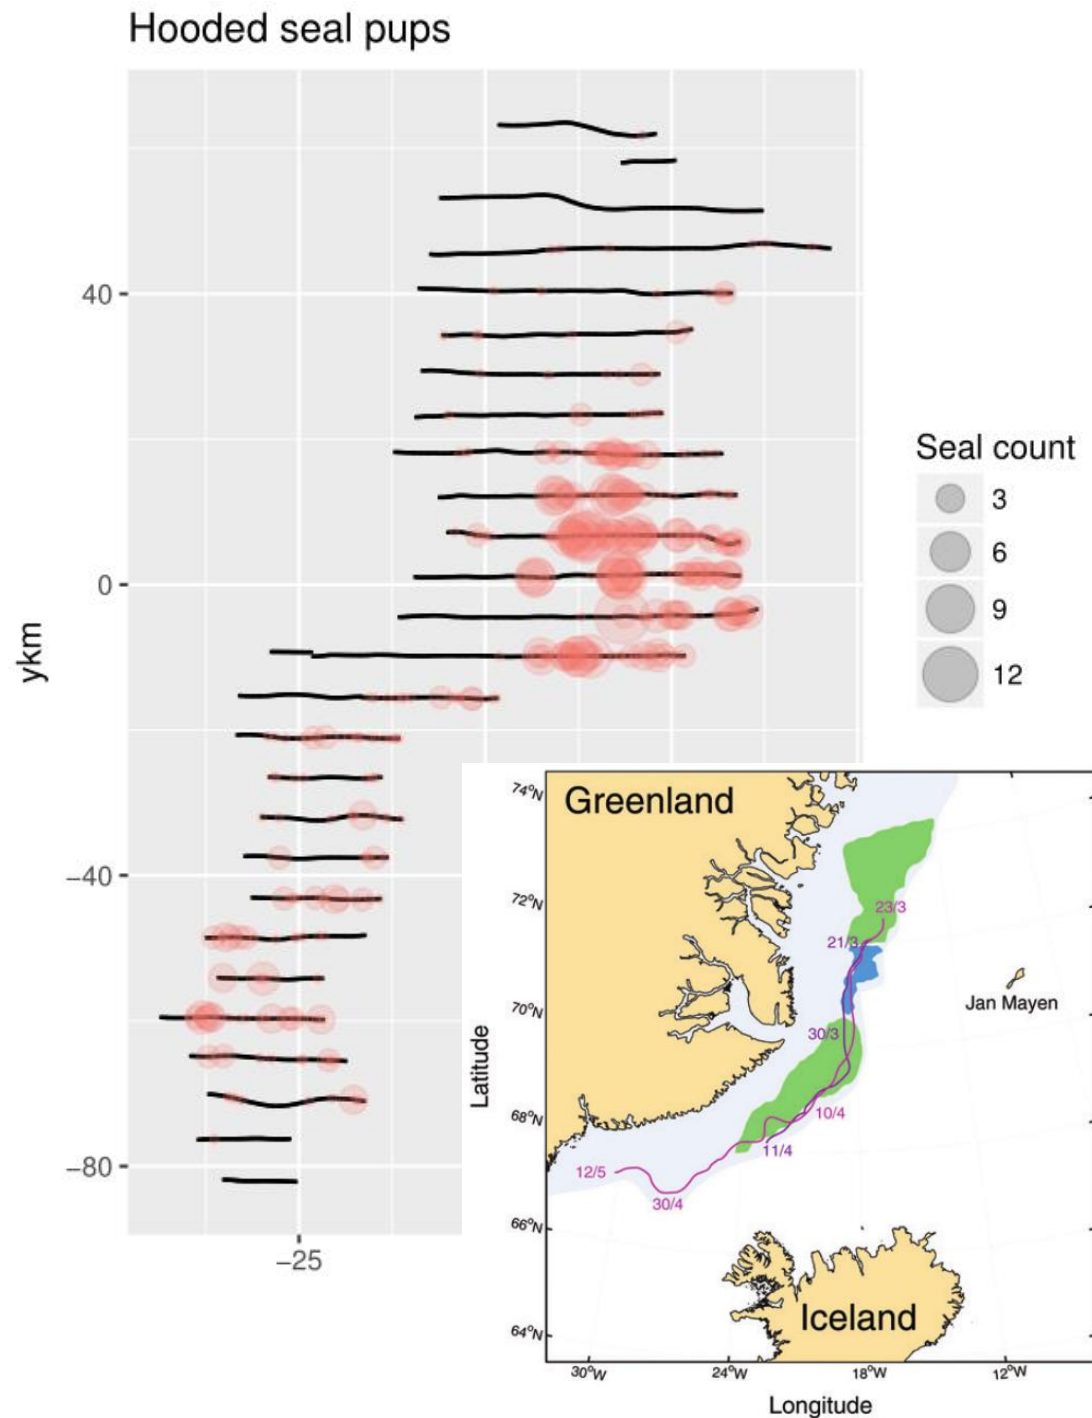 Hooded seal pups
40
0
−40
−80
ykm
−25
Seal count
3
6
9
12
Greenland
Jan Mayen
Iceland
23/3
21/3
30/3
10/4
11/4
12/5
30/4
74°N
72°N
70°N
68°N
66°N
64°N
Latitude
30°W 24°W 18°W 12°W
Longitude